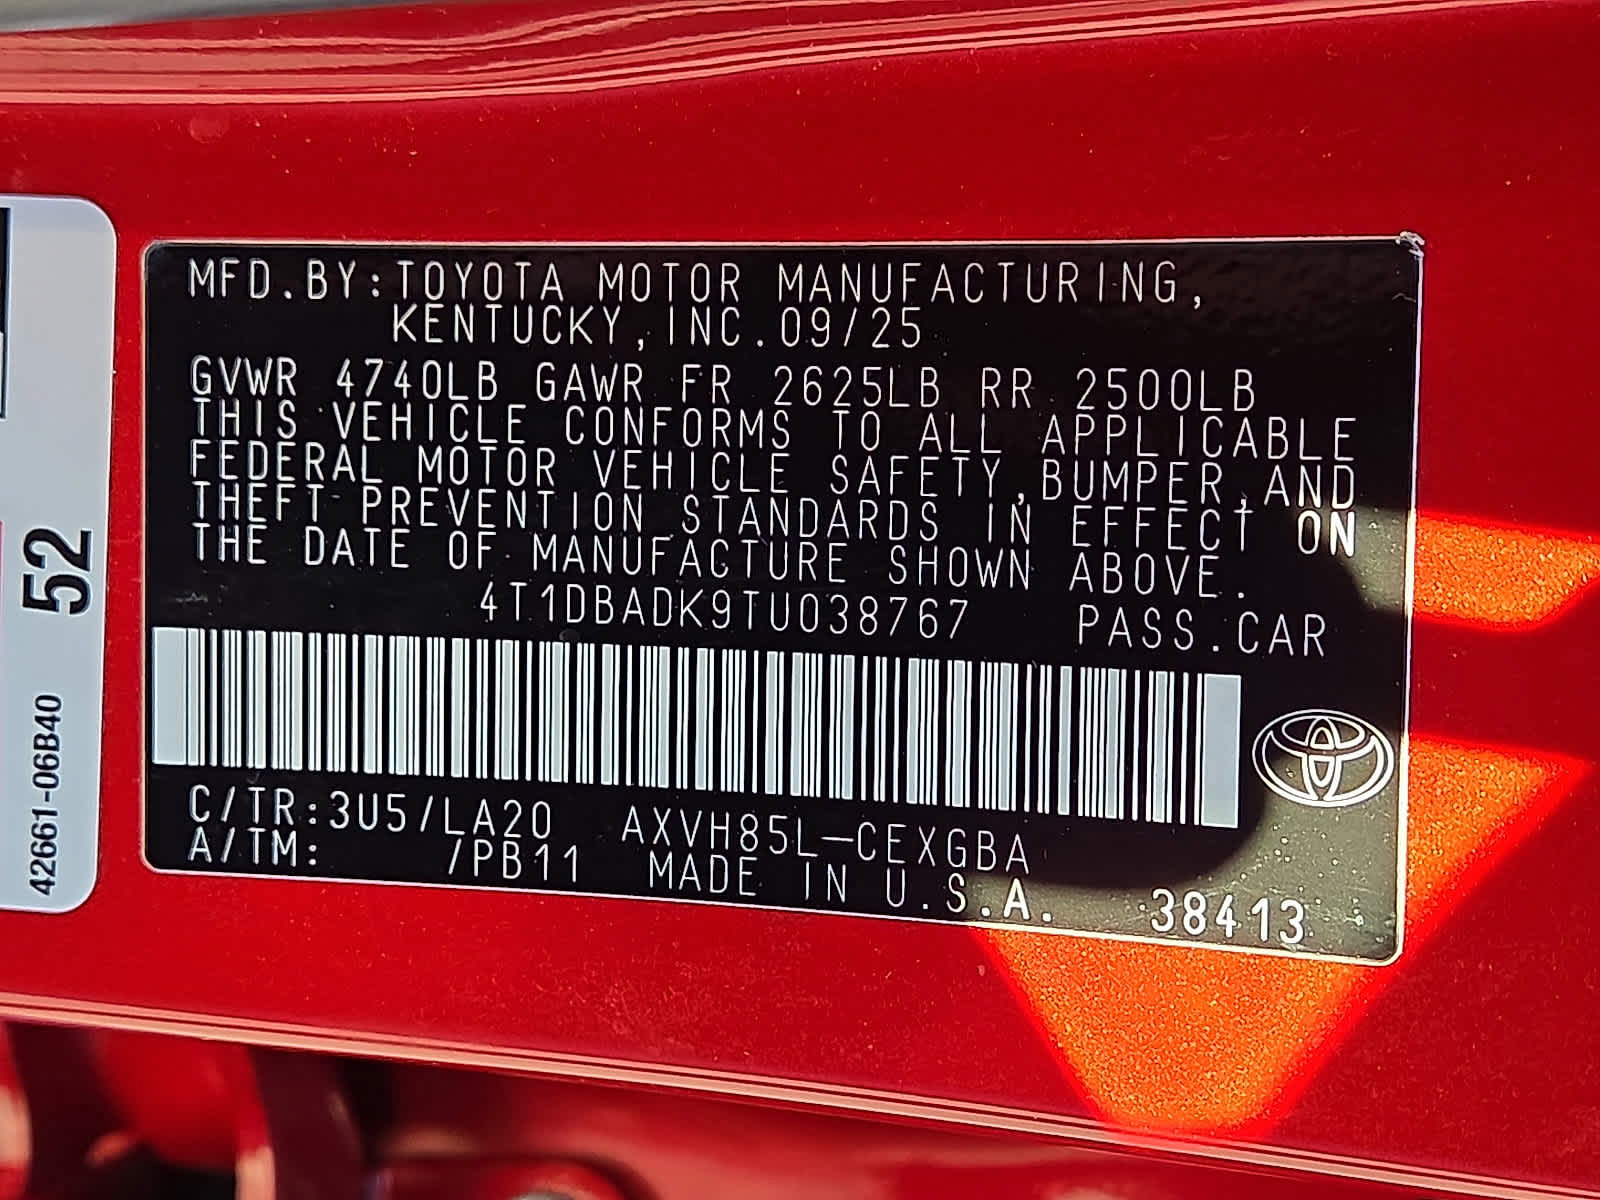 MFD.BY:TOYOTA MOTOR MANUFACTURING,
KENTUCKY,INC.09/25
GVWR 4740LB GAWR FR 2625LB RR 2500LB
THIS VEHICLE CONFORMS TO ALL APPLICABLE
FEDERAL MOTOR VEHICLE SAFETY,BUMPER,AND
THEFT PREVENTION STANDARDS IN EFFECT ON
THE DATE OF MANUFACTURE SHOWN ABOVE.
4T1DBADK9TU038767 PASS.CAR
C/TR:3U5/LA20 AXVH85L-CEXGBA
A/TM: /PB11 MADE IN U.S.A. 38413
52
42661-06B40